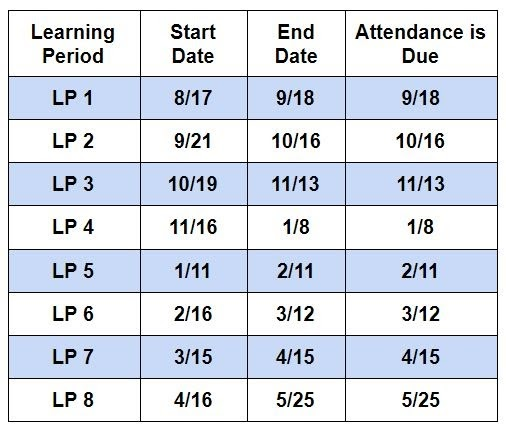 Learning Period Start Date End Date Attendance is Due
LP 1 8/17 9/18 9/18
LP 2 9/21 10/16 10/16
LP 3 10/19 11/13 11/13
LP 4 11/16 1/8 1/8
LP 5 1/11 2/11 2/11
LP 6 2/16 3/12 3/12
LP 7 3/15 4/15 4/15
LP 8 4/16 5/25 5/25